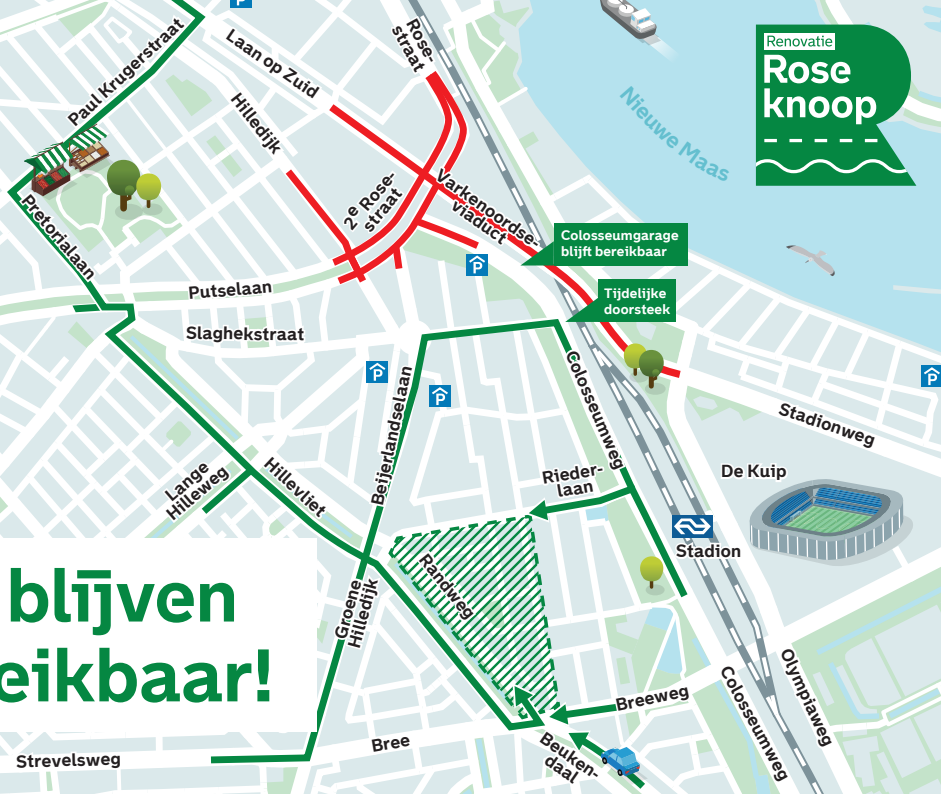 Renovatie
Rose
knoop
Rose-
straat
Laan op Zuid
Paul Krugerstraat
Hilledijk
Nieuwe Maas
2e Rose-
straat
Varkenoordse-
viaduct
Pretorialaan
Colosseumgarage
blijft bereikbaar
P
P
P
P
P
Putselaan
Tijdelijke
doorsteek
Slaghekstraat
Colosseumweg
Beijerlandselaan
Stadionweg
De Kuip
Rieder-
laan
Lange
Hilleweg
Hillevliet
Stadion
Randweg
Groene
Hilledijk
blijven
eikbaar!
Breeweg
Colosseumweg
Olympiaweg
Bree
Beuken-
daal
Strevelsweg